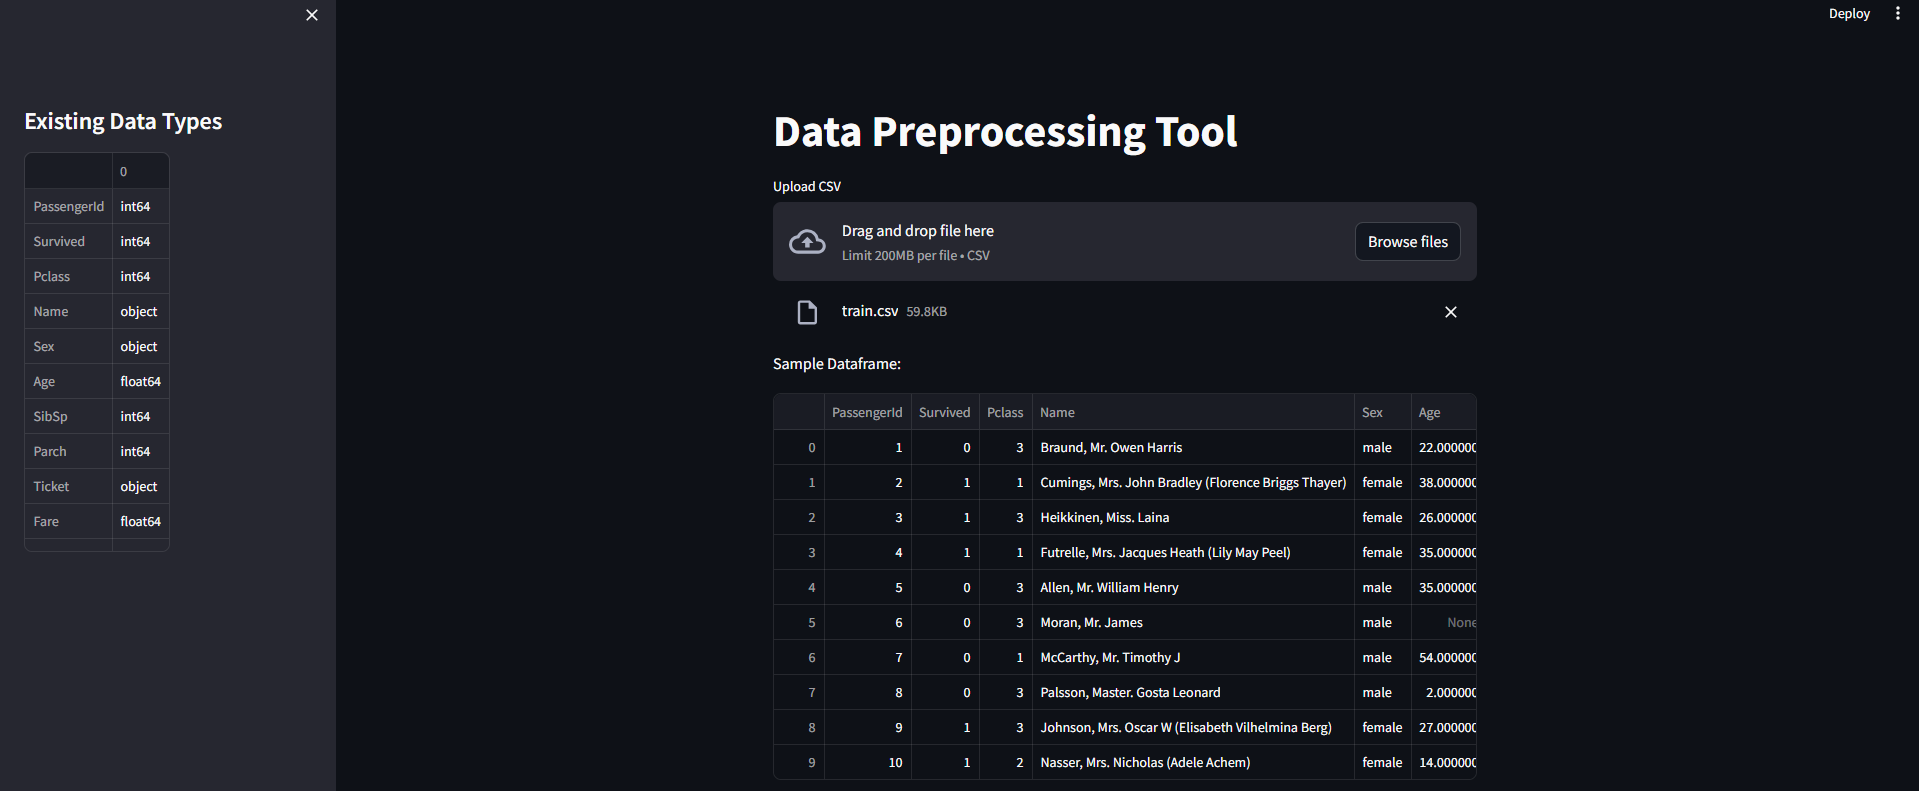 Deploy
Existing Data Types
0
PassengerId int64
Survived int64
Pclass int64
Name object
Sex object
Age float64
SibSp int64
Parch int64
Ticket object
Fare float64
Data Preprocessing Tool
Upload CSV
Drag and drop file here
Limit 200MB per file • CSV
Browse files
train.csv 59.8KB
Sample Dataframe:
PassengerId Survived Pclass Name Sex Age
0 1 0 3 Braund, Mr. Owen Harris male 22.000000
1 2 1 1 Cumings, Mrs. John Bradley (Florence Briggs Thayer) female 38.000000
2 3 1 3 Heikkinen, Miss. Laina female 26.000000
3 4 1 1 Futrelle, Mrs. Jacques Heath (Lily May Peel) female 35.000000
4 5 0 3 Allen, Mr. William Henry male 35.000000
5 6 0 3 Moran, Mr. James male None
6 7 0 1 McCarthy, Mr. Timothy J male 54.000000
7 8 0 3 Palsson, Master. Gosta Leonard male 2.000000
8 9 1 3 Johnson, Mrs. Oscar W (Elisabeth Vilhelmina Berg) female 27.000000
9 10 1 2 Nasser, Mrs. Nicholas (Adele Achem) female 14.000000